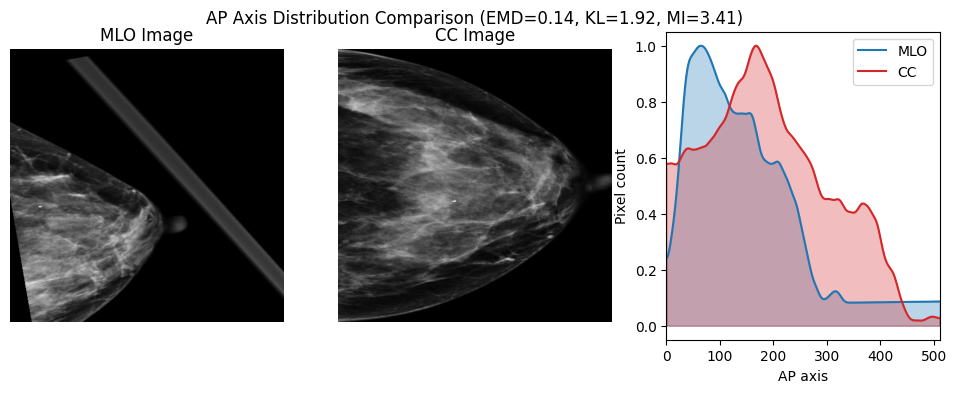 AP Axis Distribution Comparison (EMD=0.14, KL=1.92, MI=3.41)
MLO Image
CC Image
MLO
CC
Pixel count
1.0
0.8
0.6
0.4
0.2
0.0
0 100 200 300 400 500
AP axis